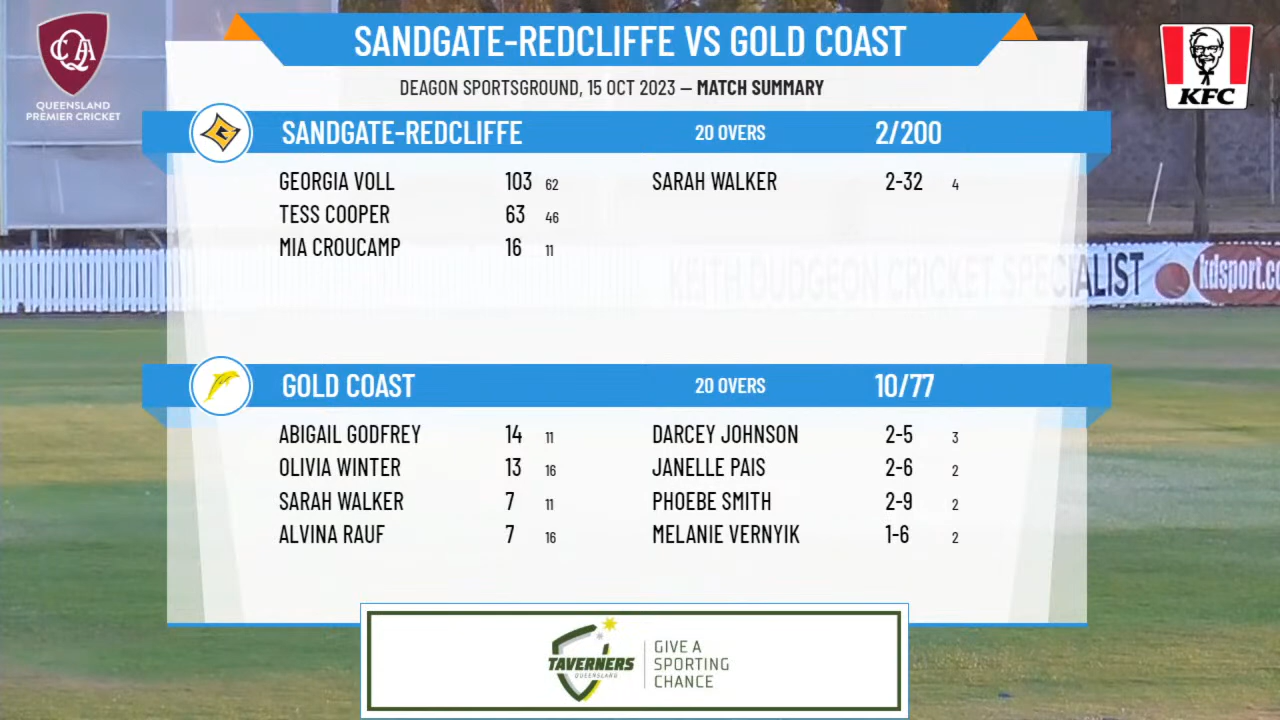 SANDGATE-REDCLIFFE VS GOLD COAST
QUEENSLAND
PREMIER CRICKET
KFC
DEAGON SPORTSGROUND, 15 OCT 2023 – MATCH SUMMARY
SANDGATE-REDCLIFFE 20 OVERS 2/200
GEORGIA VOLL 103 62 SARAH WALKER 2-32 4
TESS COOPER 63 46
MIA CROUCAMP 16 11
KEITH DUDGEON CRICKET SPECIALIST kdsport.co
GOLD COAST 20 OVERS 10/77
ABIGAIL GODFREY 14 11 DARCEY JOHNSON 2-5 3
OLIVIA WINTER 13 16 JANELLE PAIS 2-6 2
SARAH WALKER 7 11 PHOEBE SMITH 2-9 2
ALVINA RAUF 7 16 MELANIE VERNYIK 1-6 2
TAVERNERS
QUEENSLAND
GIVE A
SPORTING
CHANCE